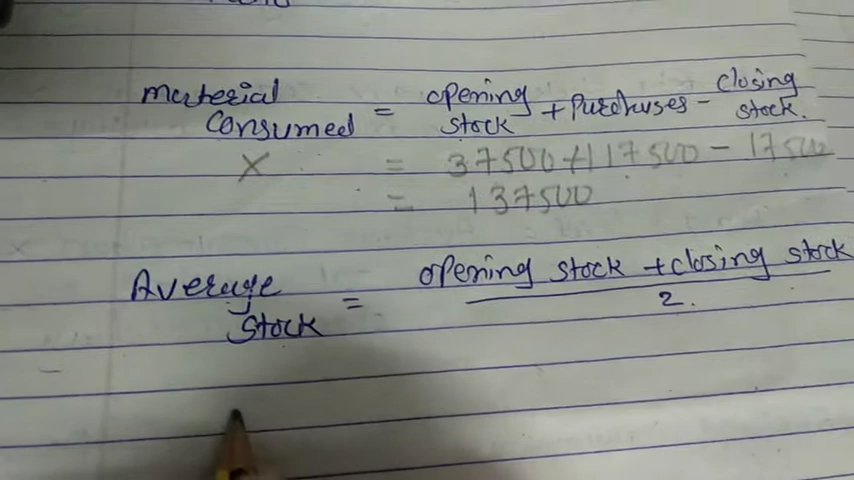 Material Consumed = opening stock + Purchases - closing stock.
X = 37500 + 117500 - 17500
= 137500
Average Stock = opening stock + closing stock / 2.